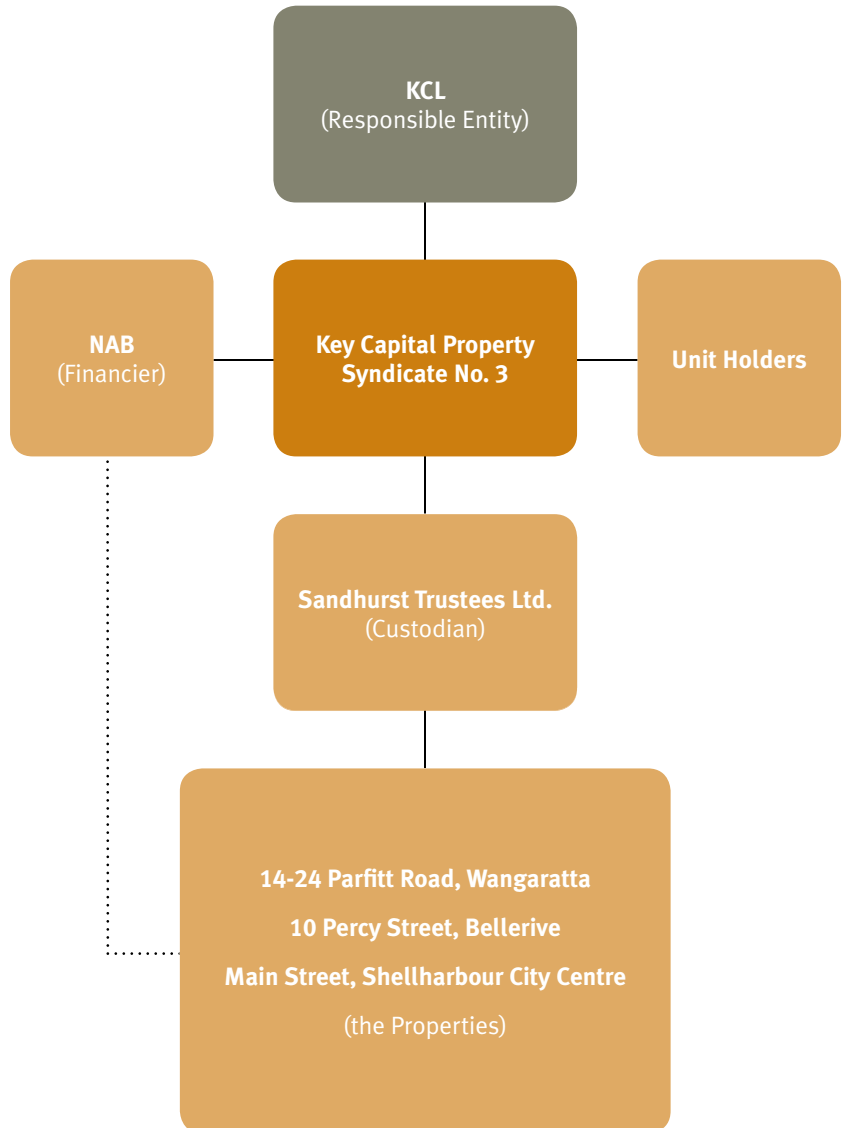 KCL
(Responsible Entity)
NAB
(Financier)
Key Capital Property
Syndicate No. 3
Unit Holders
Sandhurst Trustees Ltd.
(Custodian)
14-24 Parfitt Road, Wangaratta
10 Percy Street, Bellerive
Main Street, Shellharbour City Centre
(the Properties)